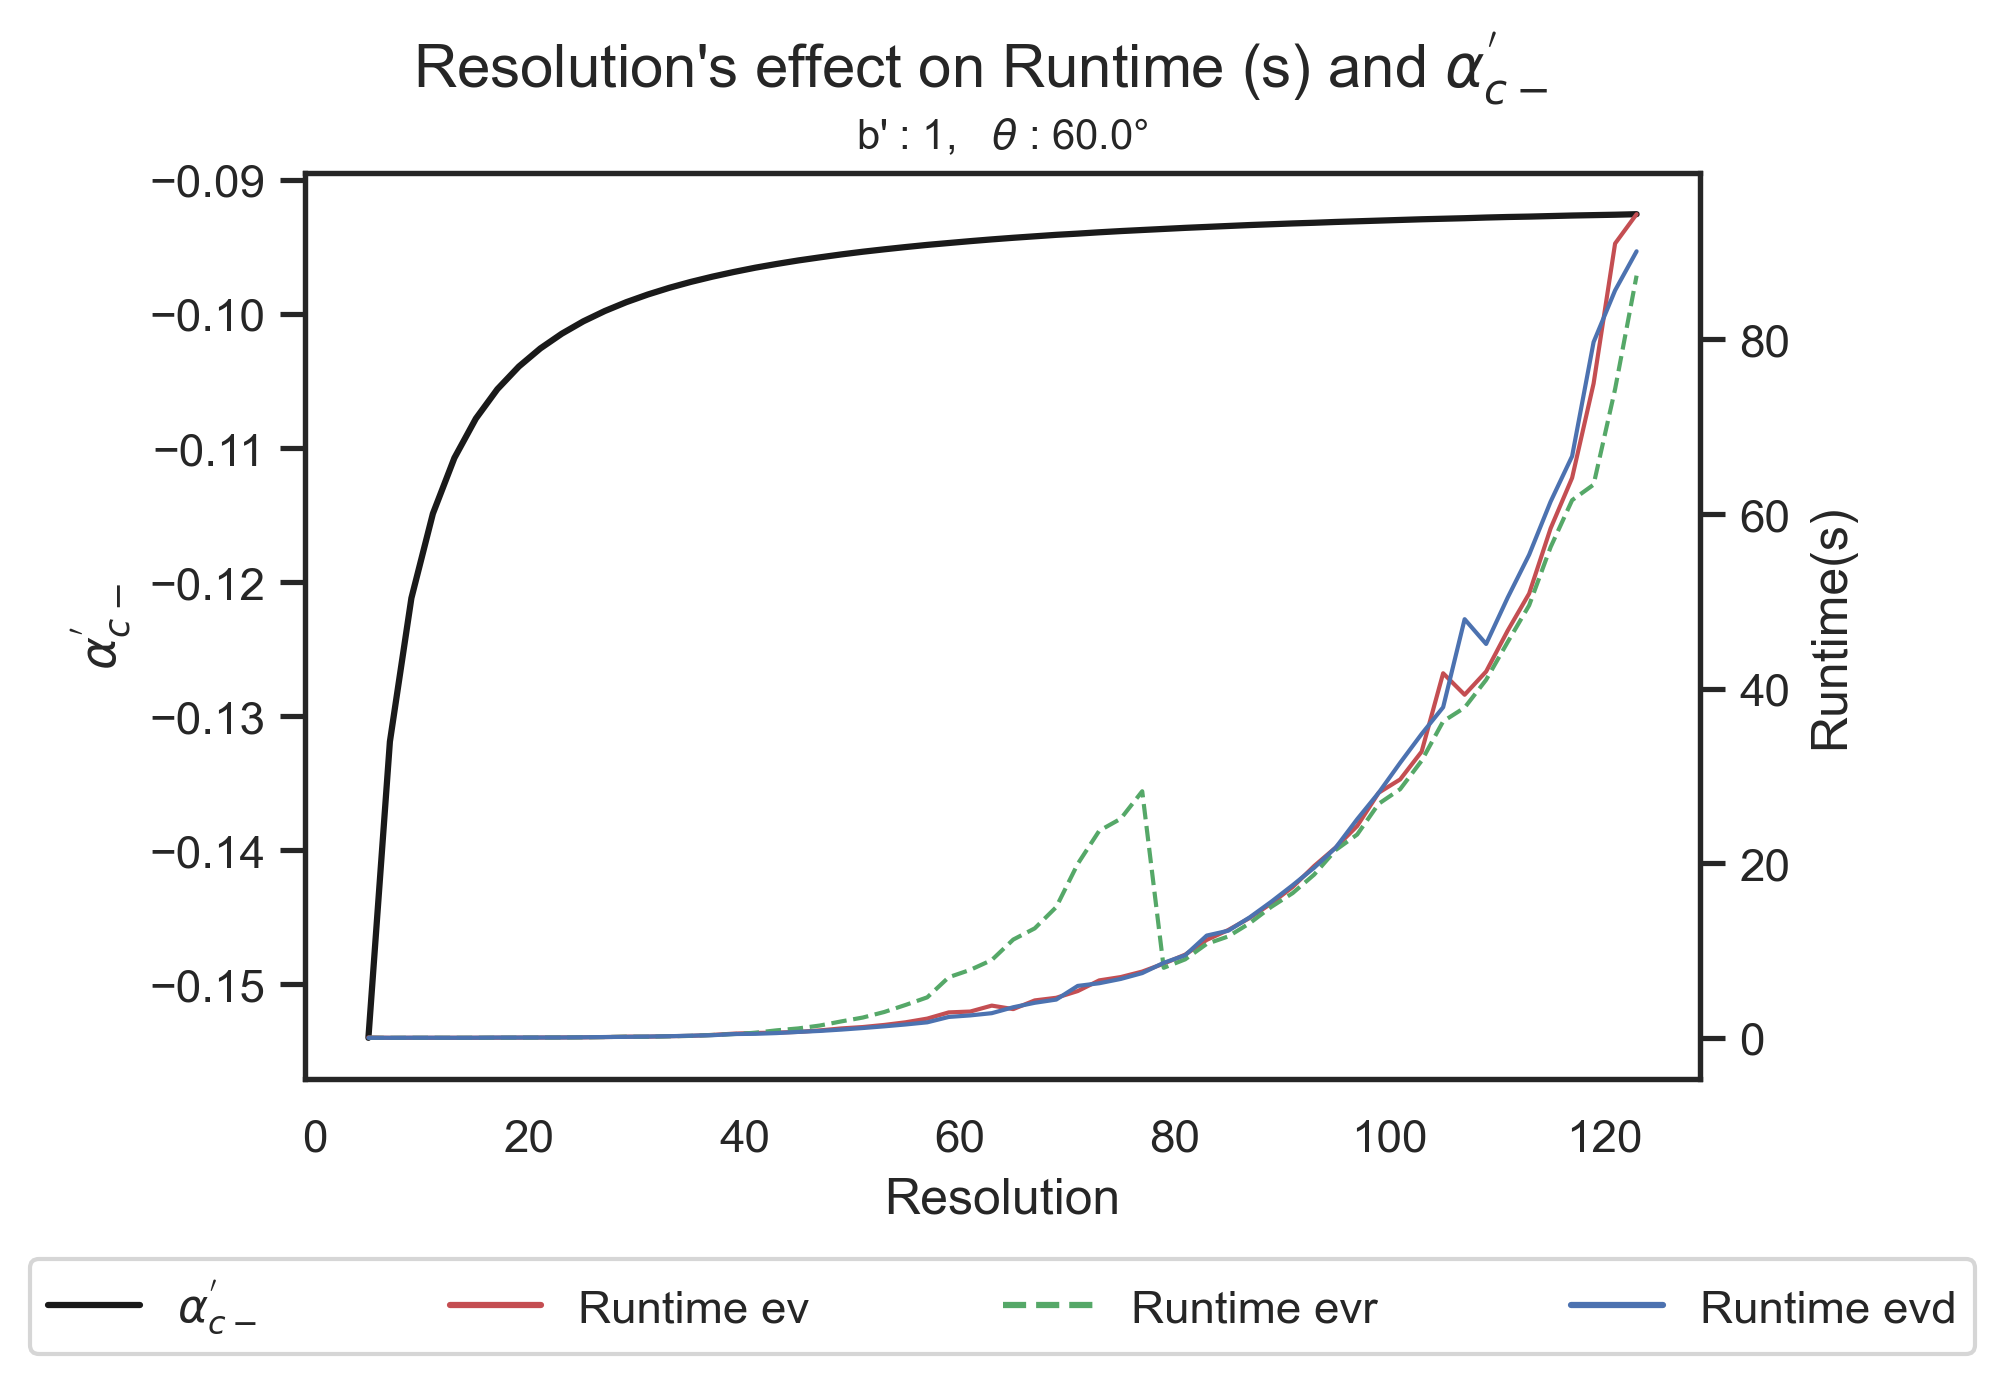 Resolution's effect on Runtime (s) and α′c−
b' : 1, θ : 60.0°
−0.09
−0.10
−0.11
−0.12
−0.13
−0.14
−0.15
α′c−
80
60
40
20
0
Runtime(s)
0 20 40 60 80 100 120
Resolution
α′c− Runtime ev Runtime evr Runtime evd